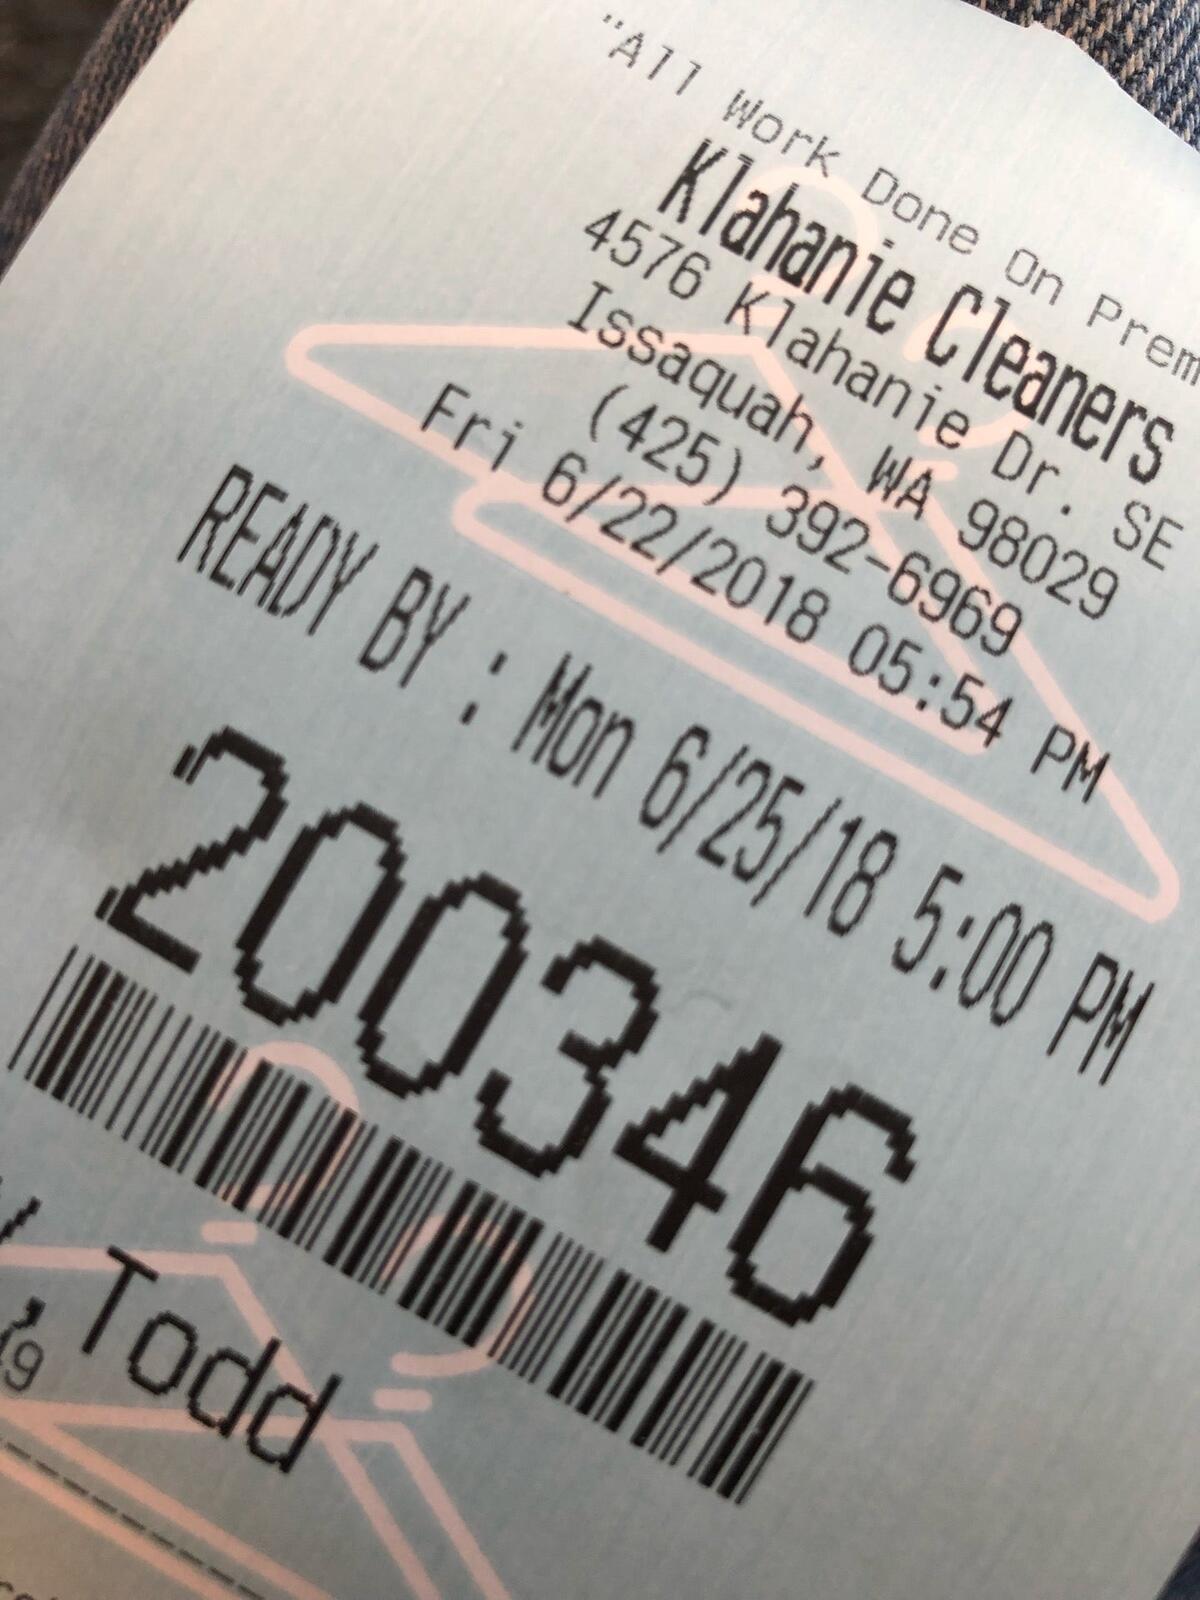 "All Work Done On Prem
Klahanie Cleaners
4576 Klahanie Dr. SE
Issaquah, WA 98029
(425) 392-6969
Fri 6/22/2018 05:54 PM
READY BY : Mon 6/25/18 5:00 PM
200346
, Todd